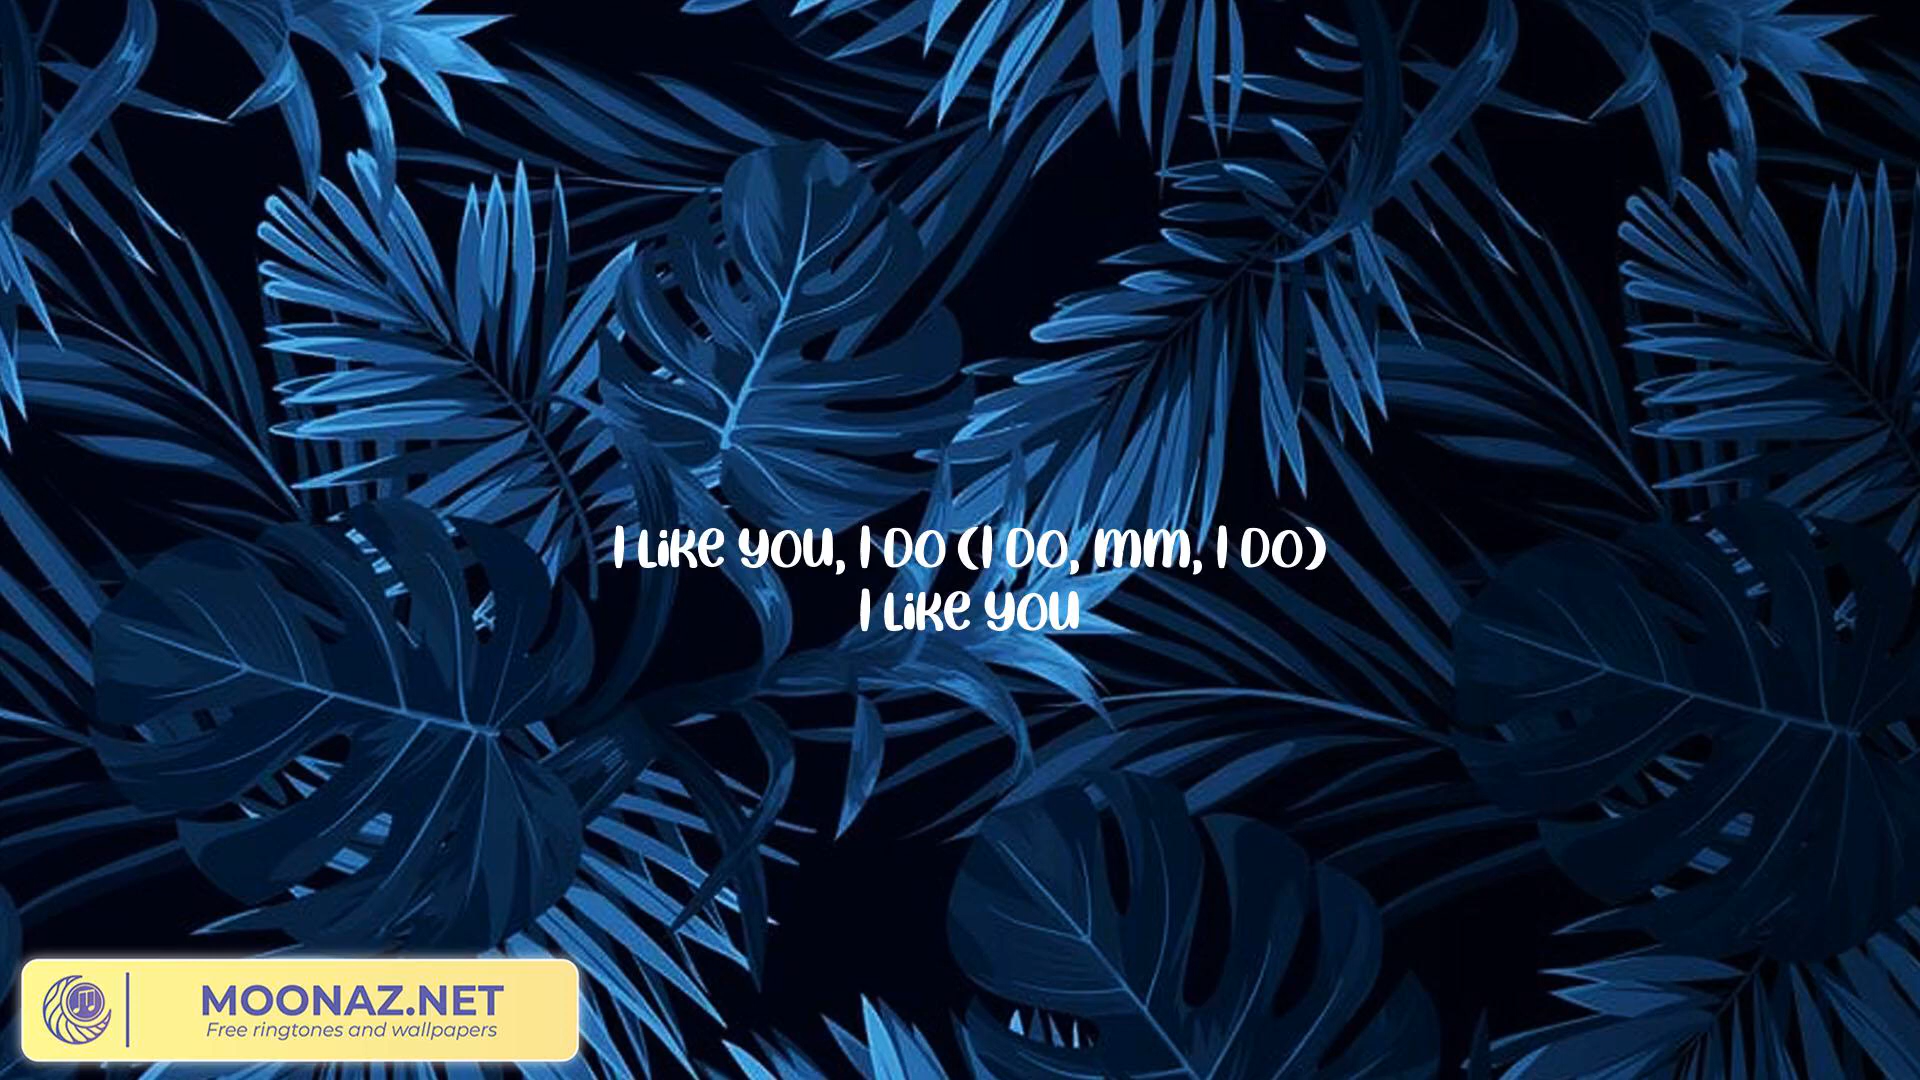 I Like you, I Do (I Do, mm, I Do)
I Like you
MOONAZ.NET
Free ringtones and wallpapers